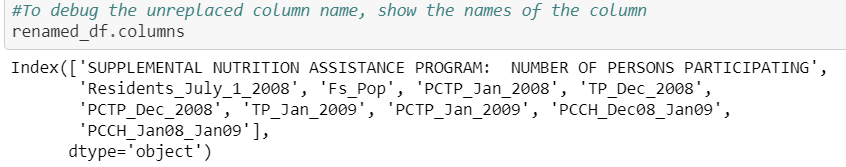 #To debug the unreplaced column name, show the names of the column
renamed_df.columns
Index(['SUPPLEMENTAL NUTRITION ASSISTANCE PROGRAM:  NUMBER OF PERSONS PARTICIPATING',
       'Residents_July_1_2008', 'Fs_Pop', 'PCTP_Jan_2008', 'TP_Dec_2008',
       'PCTP_Dec_2008', 'TP_Jan_2009', 'PCTP_Jan_2009', 'PCCH_Dec08_Jan09',
       'PCCH_Jan08_Jan09'],
      dtype='object')